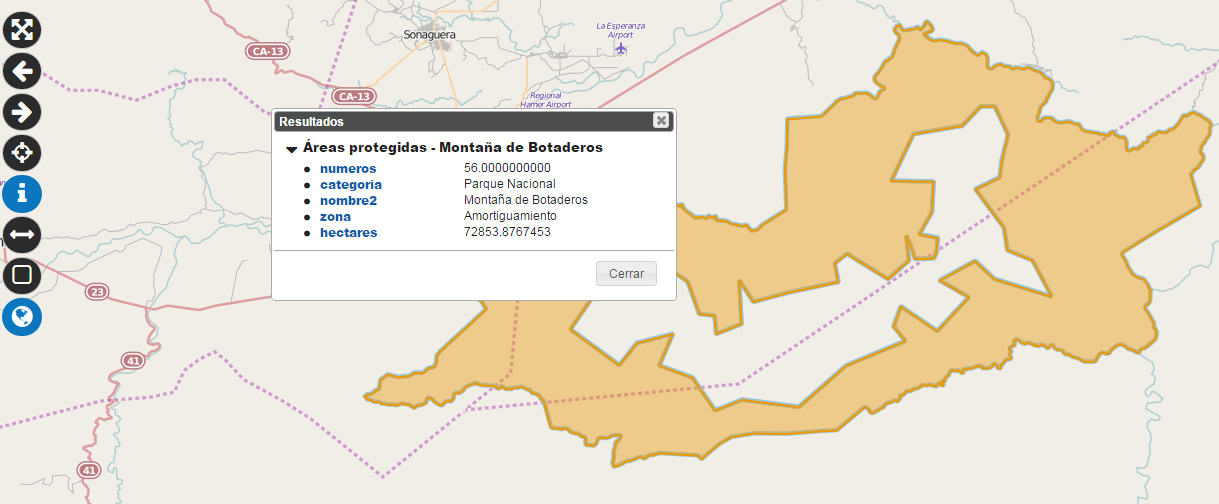 La Esperanza
Airport
Sonaguera
CA-13
CA-13
Regional
Hamer Airport
Resultados
Áreas protegidas - Montaña de Botaderos
numeros 56.0000000000
categoria Parque Nacional
nombre2 Montaña de Botaderos
zona Amortiguamiento
hectares 72853.8767453
Cerrar
23
41
41